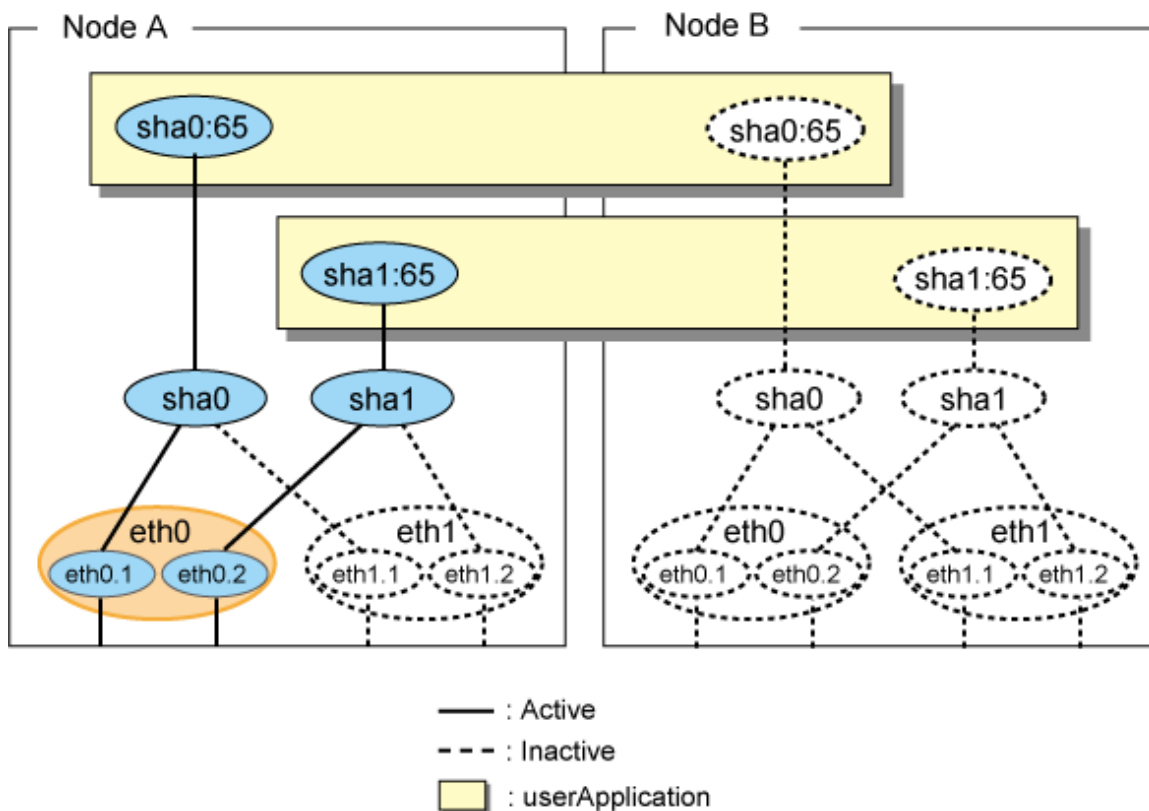 Node A
Node B
sha0:65
sha0:65
sha1:65
sha1:65
sha0
sha1
sha0
sha1
eth0
eth1
eth0
eth1
eth0.1
eth0.2
eth1.1
eth1.2
eth0.1
eth0.2
eth1.1
eth1.2
: Active
: Inactive
: userApplication